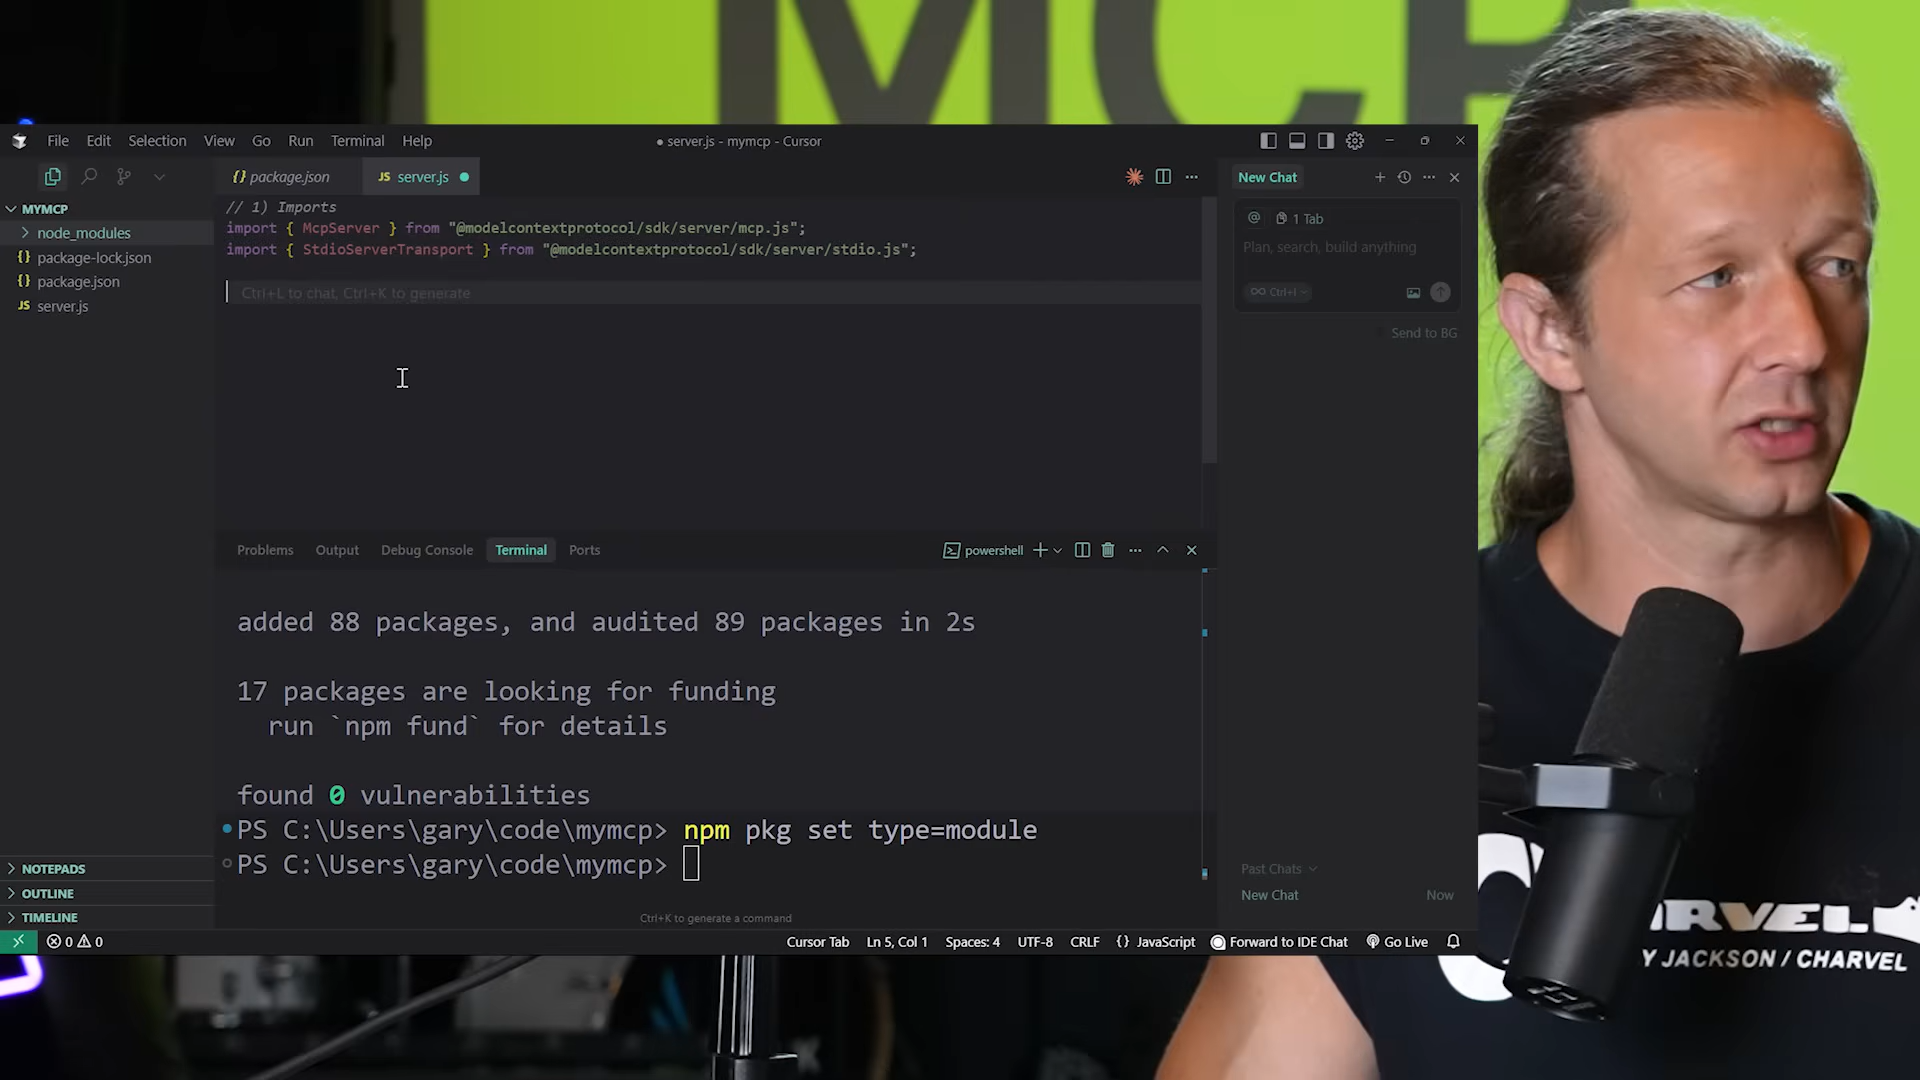 MCP
File Edit Selection View Go Run Terminal Help
● server.js - mymcp - Cursor
{} package.json
JS server.js ●
New Chat
MYMCP
node_modules
{} package-lock.json
{} package.json
JS server.js
// 1) Imports
import { McpServer } from "@modelcontextprotocol/sdk/server/mcp.js";
import { StdioServerTransport } from "@modelcontextprotocol/sdk/server/stdio.js";
Ctrl+L to chat, Ctrl+K to generate
@ 1 Tab
Plan, search, build anything
∞ Ctrl+I
Send to BG
Problems Output Debug Console Terminal Ports
powershell
added 88 packages, and audited 89 packages in 2s
17 packages are looking for funding
run `npm fund` for details
found 0 vulnerabilities
PS C:\Users\gary\code\mymcp> npm pkg set type=module
PS C:\Users\gary\code\mymcp>
Ctrl+K to generate a command
Past Chats
New Chat Now
NOTEPADS
OUTLINE
TIMELINE
0 0
Cursor Tab Ln 5, Col 1 Spaces: 4 UTF-8 CRLF {} JavaScript Forward to IDE Chat Go Live
RVEL
Y JACKSON / CHARVEL